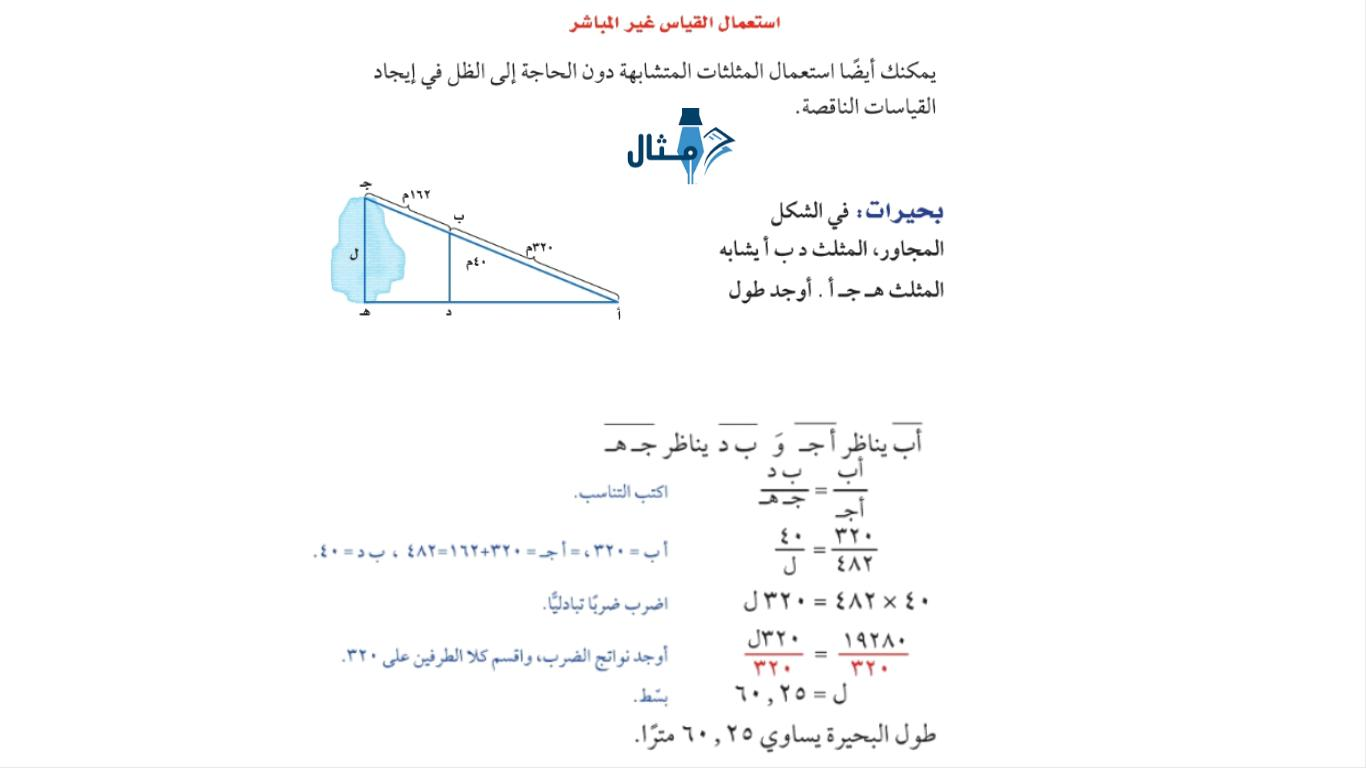 استعمال القياس غير المباشر
يمكنك أيضًا استعمال المثلثات المتشابهة دون الحاجة إلى الظل في إيجاد
القياسات الناقصة.
مثال
بحيرات: في الشكل
المجاور، المثلث د ب أ يشابه
المثلث هـ جـ أ . أوجد طول
جـ
١٦٢م
ب
٣٢٠م
ل
٤٠م
هـ
د
أ
أب يناظر أجـ وَ ب د يناظر جـ هـ
أب / أجـ = ب د / جـ هـ
اكتب التناسب.
٣٢٠ / ٤٨٢ = ٤٠ / ل
أب = ٣٢٠ ، = أجـ = ٣٢٠+١٦٢=٤٨٢ ، ب د = ٤٠.
٤٠ × ٤٨٢ = ٣٢٠ ل
اضرب ضربًا تبادليًّا.
١٩٢٨٠ / ٣٢٠ = ٣٢٠ل / ٣٢٠
أوجد نواتج الضرب، واقسم كلا الطرفين على ٣٢٠.
ل = ٦٠,٢٥
بسّط.
طول البحيرة يساوي ٦٠,٢٥ مترًا.